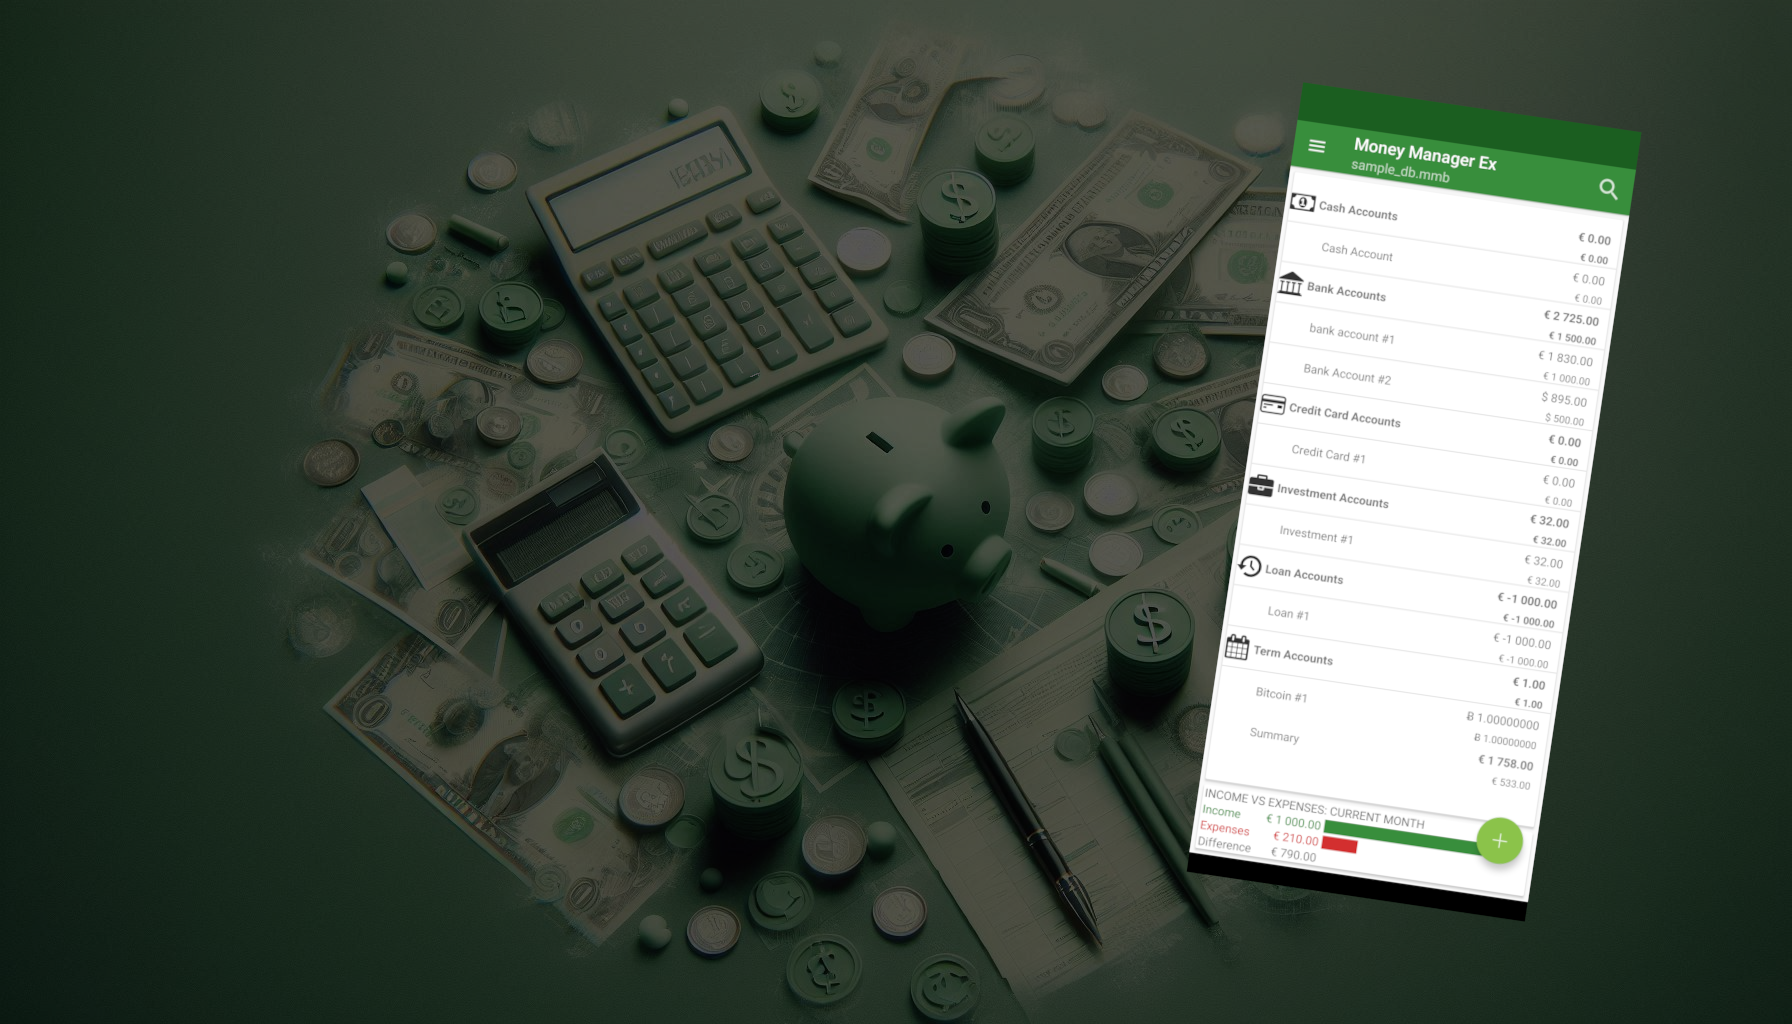 Money Manager Ex
sample_db.mmb
Cash Accounts
€ 0.00
€ 0.00
Cash Account
€ 0.00
€ 0.00
Bank Accounts
€ 2 725.00
€ 1 500.00
bank account #1
€ 1 830.00
€ 1 000.00
Bank Account #2
$ 895.00
$ 500.00
Credit Card Accounts
€ 0.00
€ 0.00
Credit Card #1
€ 0.00
€ 0.00
Investment Accounts
€ 32.00
€ 32.00
Investment #1
€ 32.00
€ 32.00
Loan Accounts
€ -1 000.00
€ -1 000.00
Loan #1
€ -1 000.00
€ -1 000.00
Term Accounts
€ 1.00
€ 1.00
Bitcoin #1
Ƀ 1.00000000
Ƀ 1.00000000
Summary
€ 1 758.00
€ 533.00
INCOME VS EXPENSES: CURRENT MONTH
Income € 1 000.00
Expenses € 210.00
Difference € 790.00